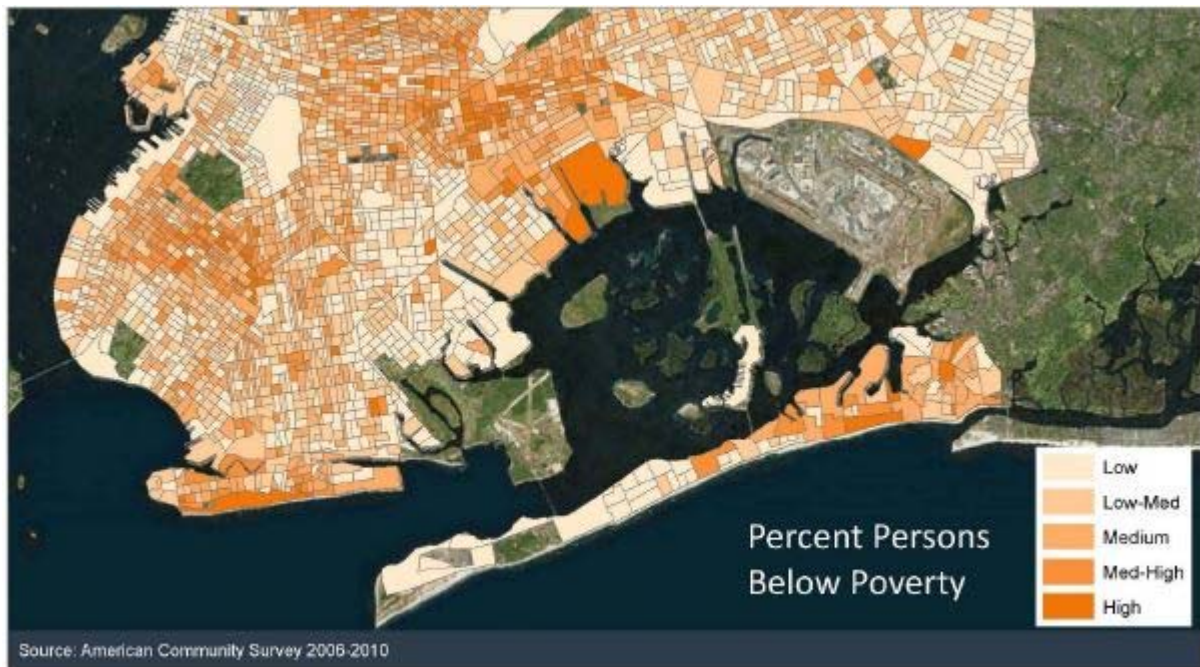 Low
Low-Med
Medium
Med-High
High
Percent Persons
Below Poverty
Source: American Community Survey 2006-2010